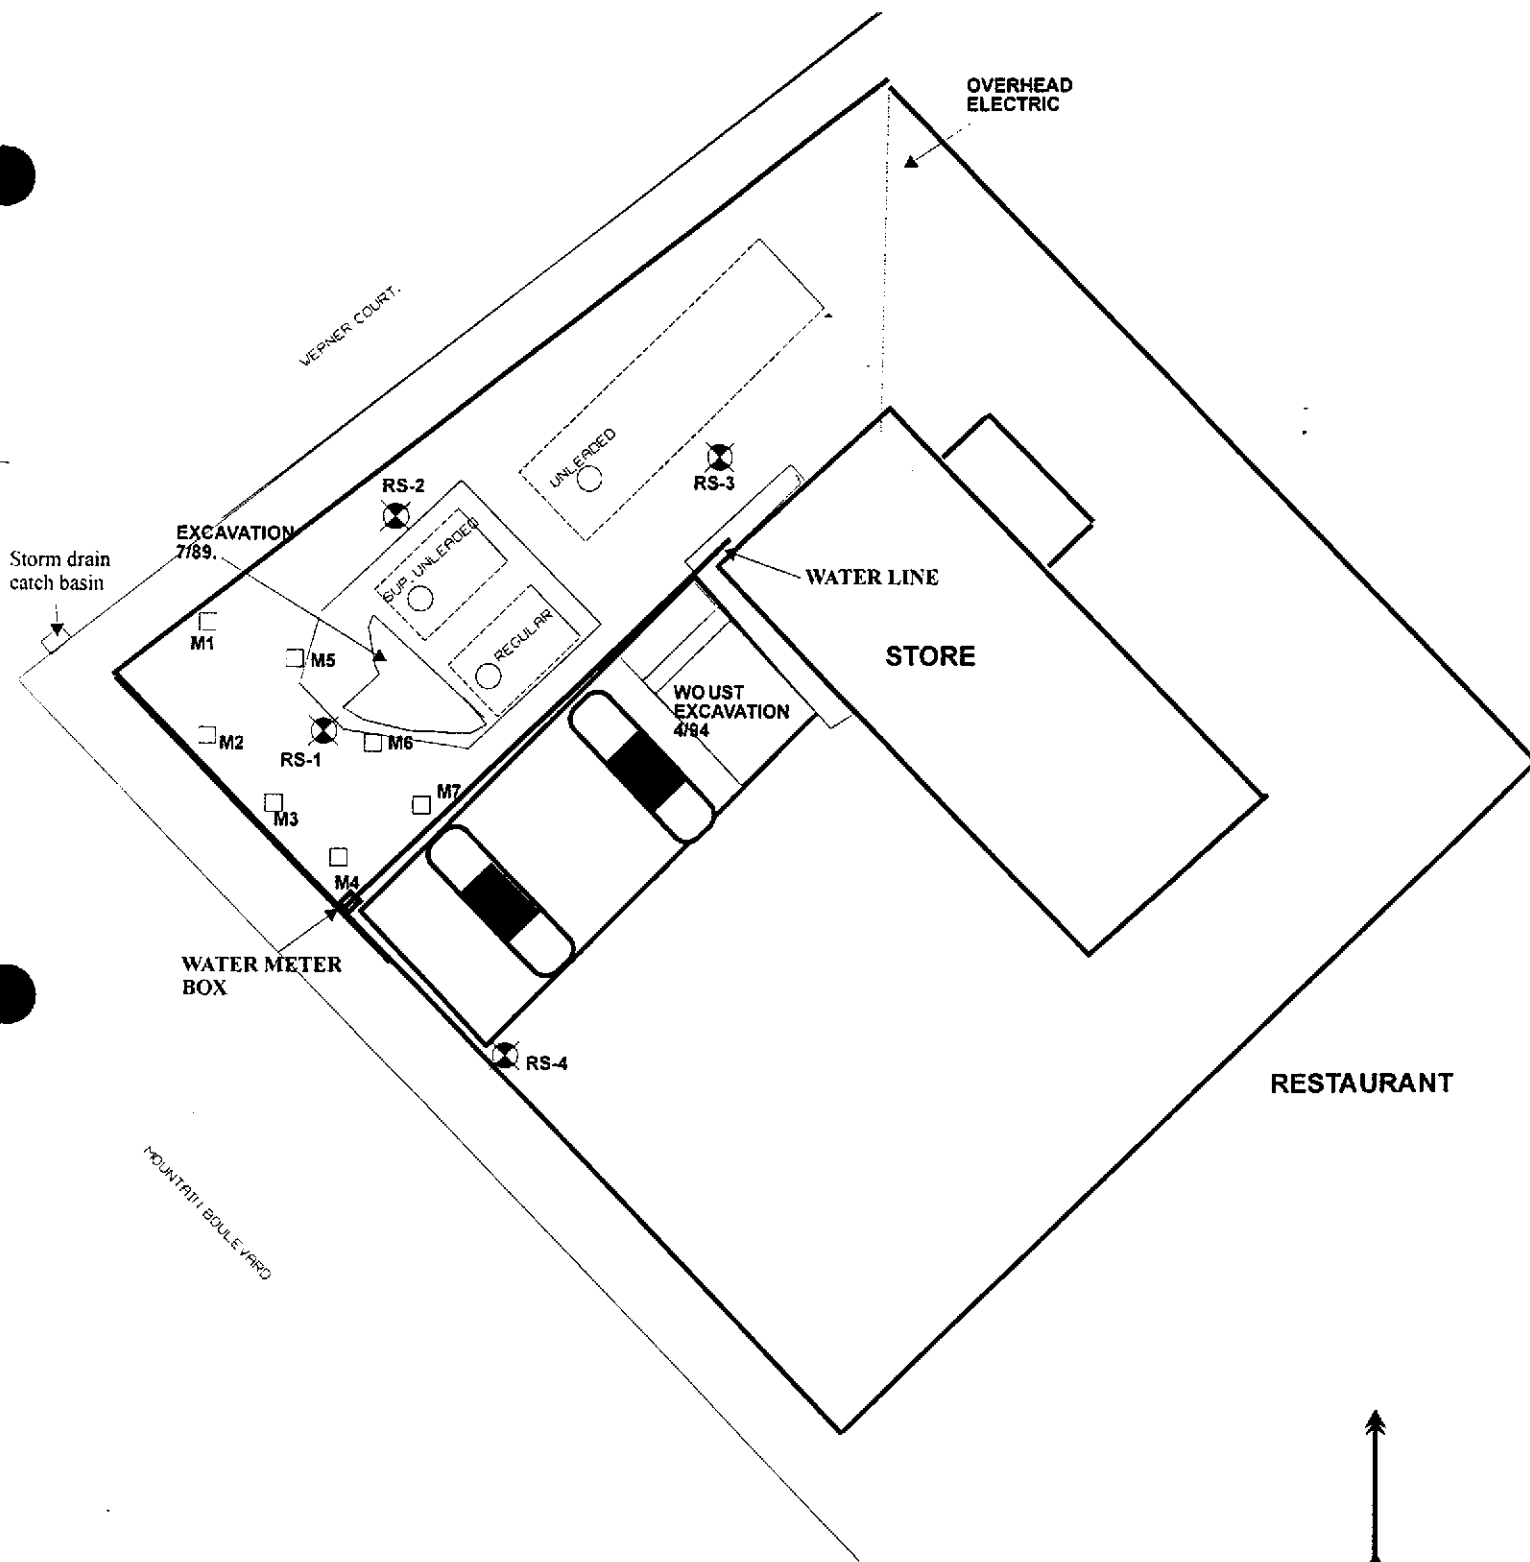 OVERHEAD
ELECTRIC
WERNER COURT.
UNLEADED
RS-3
RS-2
EXCAVATION
7/89.
SUP. UNLEADED
Storm drain
catch basin
WATER LINE
M1
REGULAR
M5
STORE
WO UST
EXCAVATION
4/94
M2
M6
RS-1
M7
M3
M4
WATER METER
BOX
RS-4
RESTAURANT
MOUNTAIN BOULEVARD